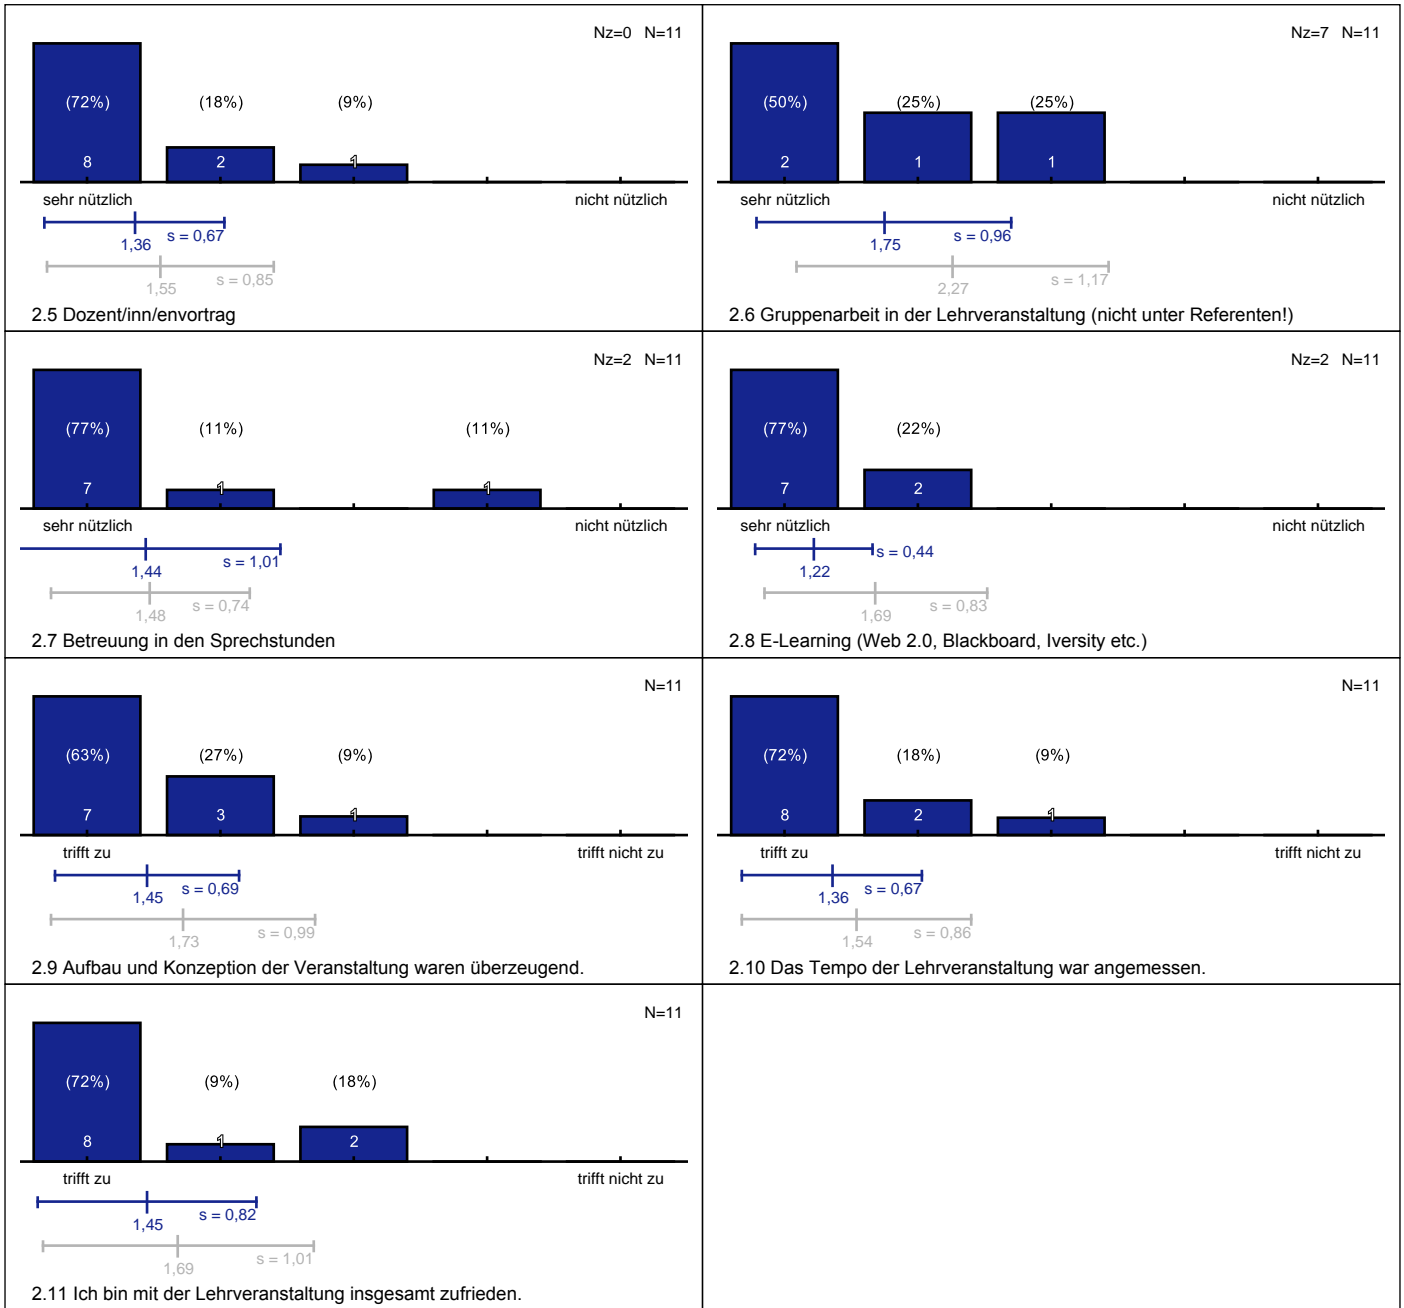 Nz=0 N=11
(72%) (18%) (9%)
8 2 1
sehr nützlich nicht nützlich
1,36 s = 0,67
1,55 s = 0,85
2.5 Dozent/inn/envortrag
Nz=7 N=11
(50%) (25%) (25%)
2 1 1
sehr nützlich nicht nützlich
1,75 s = 0,96
2,27 s = 1,17
2.6 Gruppenarbeit in der Lehrveranstaltung (nicht unter Referenten!)
Nz=2 N=11
(77%) (11%) (11%)
7 1 1
sehr nützlich nicht nützlich
1,44 s = 1,01
1,48 s = 0,74
2.7 Betreuung in den Sprechstunden
Nz=2 N=11
(77%) (22%)
7 2
sehr nützlich nicht nützlich
1,22 s = 0,44
1,69 s = 0,83
2.8 E-Learning (Web 2.0, Blackboard, Iversity etc.)
N=11
(63%) (27%) (9%)
7 3 1
trifft zu trifft nicht zu
1,45 s = 0,69
1,73 s = 0,99
2.9 Aufbau und Konzeption der Veranstaltung waren überzeugend.
N=11
(72%) (18%) (9%)
8 2 1
trifft zu trifft nicht zu
1,36 s = 0,67
1,54 s = 0,86
2.10 Das Tempo der Lehrveranstaltung war angemessen.
N=11
(72%) (9%) (18%)
8 1 2
trifft zu trifft nicht zu
1,45 s = 0,82
1,69 s = 1,01
2.11 Ich bin mit der Lehrveranstaltung insgesamt zufrieden.